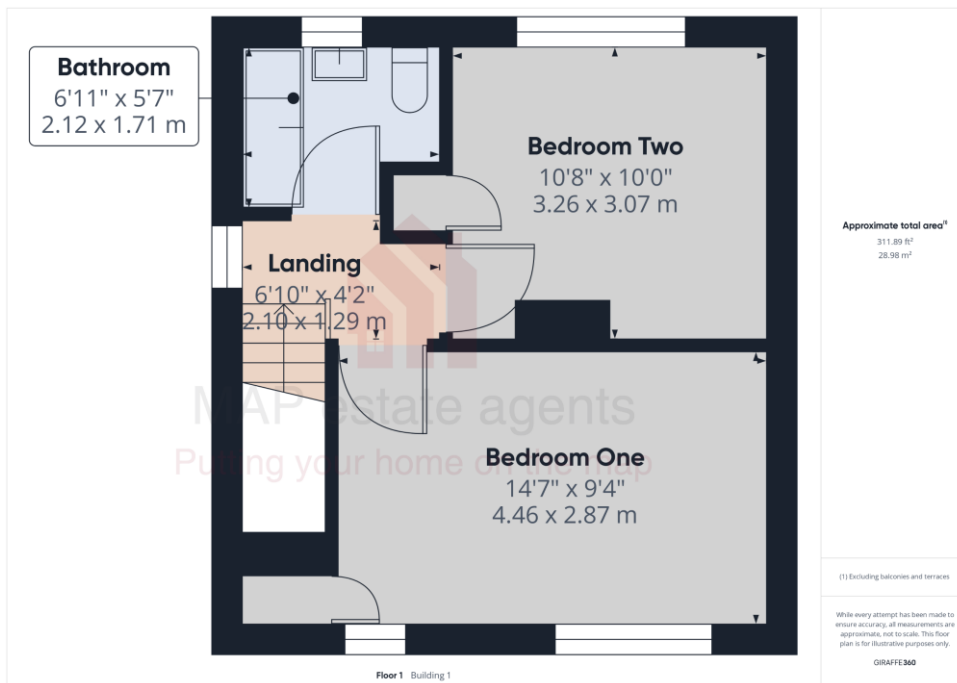 Bathroom
6'11" x 5'7"
2.12 x 1.71 m
Bedroom Two
10'8" x 10'0"
3.26 x 3.07 m
Landing
6'10" x 4'2"
2.10 x 1.29 m
MAP estate agents
Putting your home on the map
Bedroom One
14'7" x 9'4"
4.46 x 2.87 m
Floor 1 Building 1
Approximate total area(1)
311.89 ft²
28.98 m²
(1) Excluding balconies and terraces
While every attempt has been made to
ensure accuracy, all measurements are
approximate, not to scale. This floor
plan is for illustrative purposes only.
GIRAFFE360